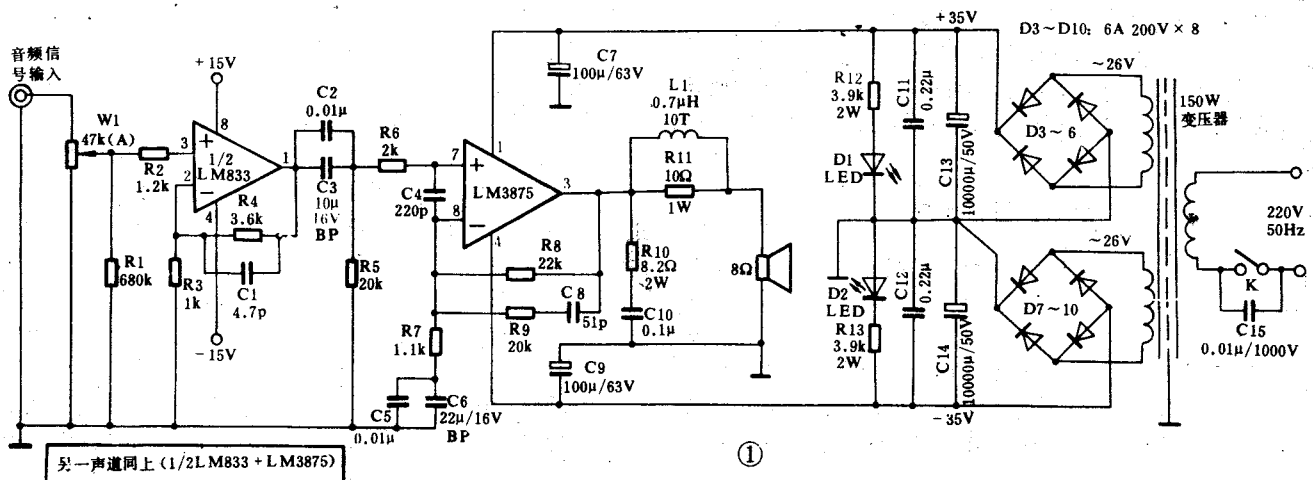 音频信
号输入
W1
47k(A)
R2
1.2k
R1
680k
+15V
8
3
+
1/2
LM833
1
2
−
4
R4
3.6k
R3
1k
C1
4.7p
−15V
C2
0.01μ
C3
10μ
16V
BP
R5
20k
R6
2k
C4
220p
7
+
1
LM3875
3
8
−
4
R8
22k
C8
51p
R9
20k
R7
1.1k
C5
0.01μ
C6
22μ/16V
BP
C7
100μ/63V
C9
100μ/63V
L1
0.7μH
10T
R11
10Ω
1W
R10
8.2Ω
2W
C10
0.1μ
8Ω
+35V
R12
3.9k
2W
D1
LED
D2
LED
R13
3.9k
2W
C11
0.22μ
C12
0.22μ
C13
10000μ/50V
C14
10000μ/50V
−35V
D3～D10: 6A 200V×8
～26V
D3～6
～26V
D7～10
150W
变压器
220V
50Hz
K
C15
0.01μ/1000V
另一声道同上(1/2LM833+LM3875)
①